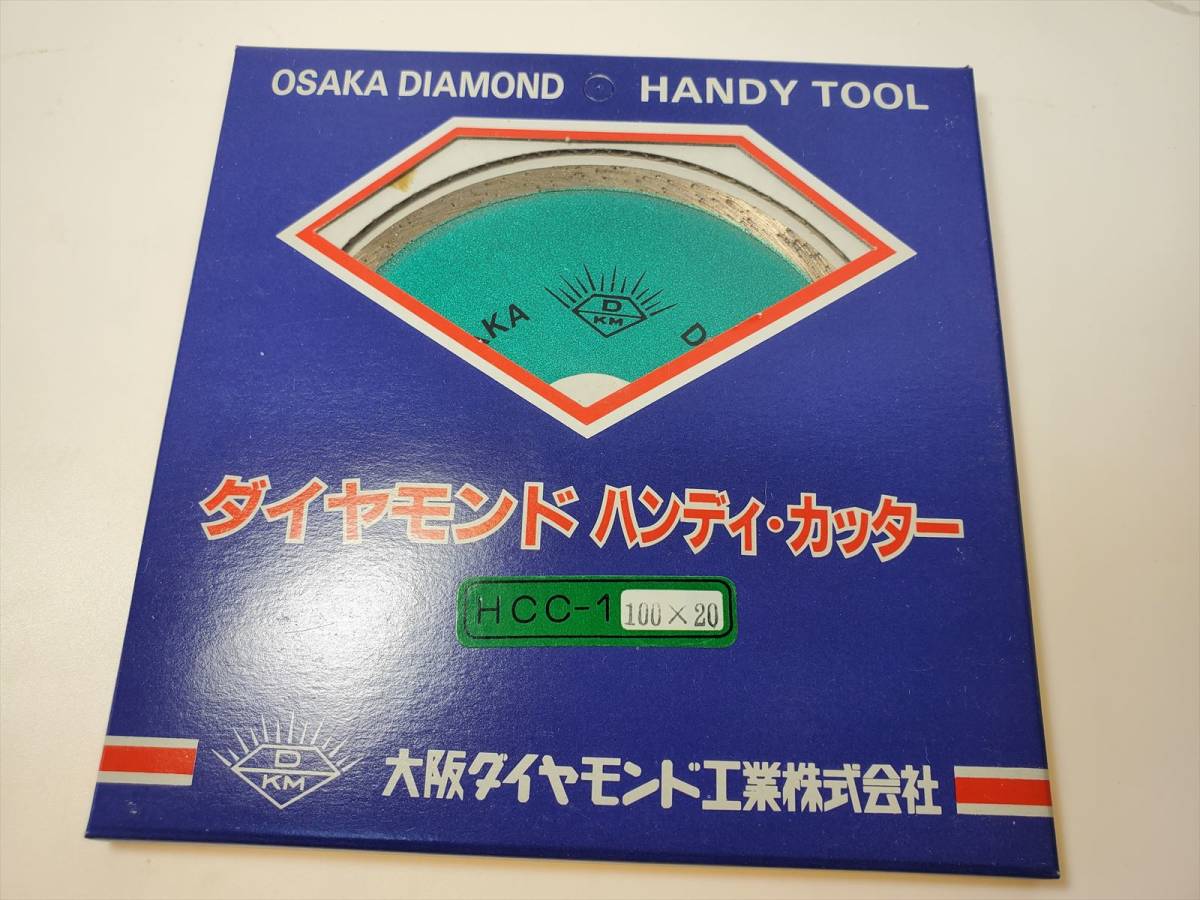 OSAKA DIAMOND HANDY TOOL
AKA D KM D
ダイヤモンド ハンディ・カッター
HCC-1 100×20
D KM 大阪ダイヤモンド工業株式会社